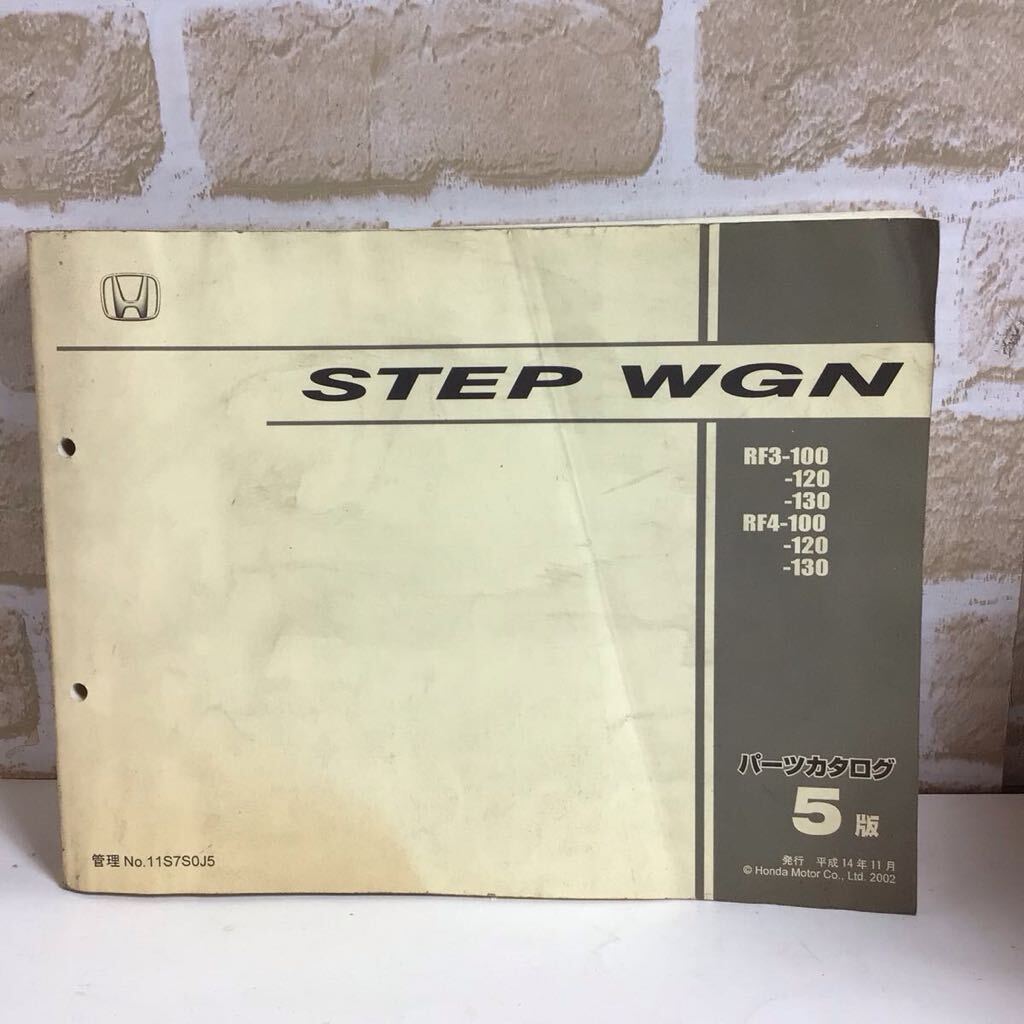 STEP WGN
RF3-100
-120
-130
RF4-100
-120
-130
パーツカタログ
5版
管理 No.11S7S0J5
発行 平成14年11月
© Honda Motor Co., Ltd. 2002